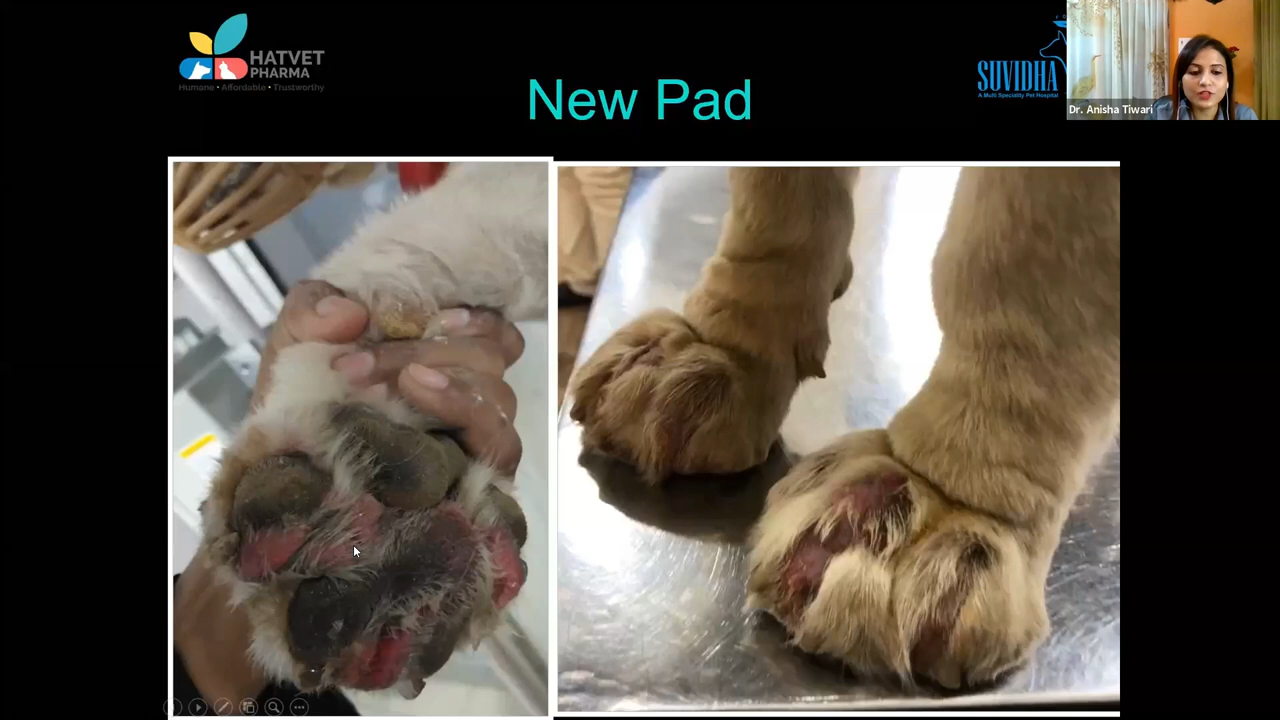 HATVET
PHARMA
Humane • Affordable • Trustworthy
New Pad
SUVIDHA
A Multi Speciality Pet Hospital
Dr. Anisha Tiwari